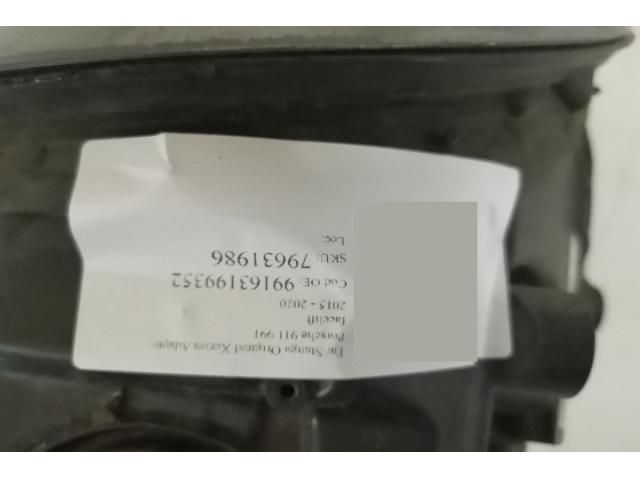 Far Stanga Original Xenon Adaptiv
Porsche 911 991
facelift
2015 - 2020
Cod OE: 99163199352
SKU: 79631986
Loc: